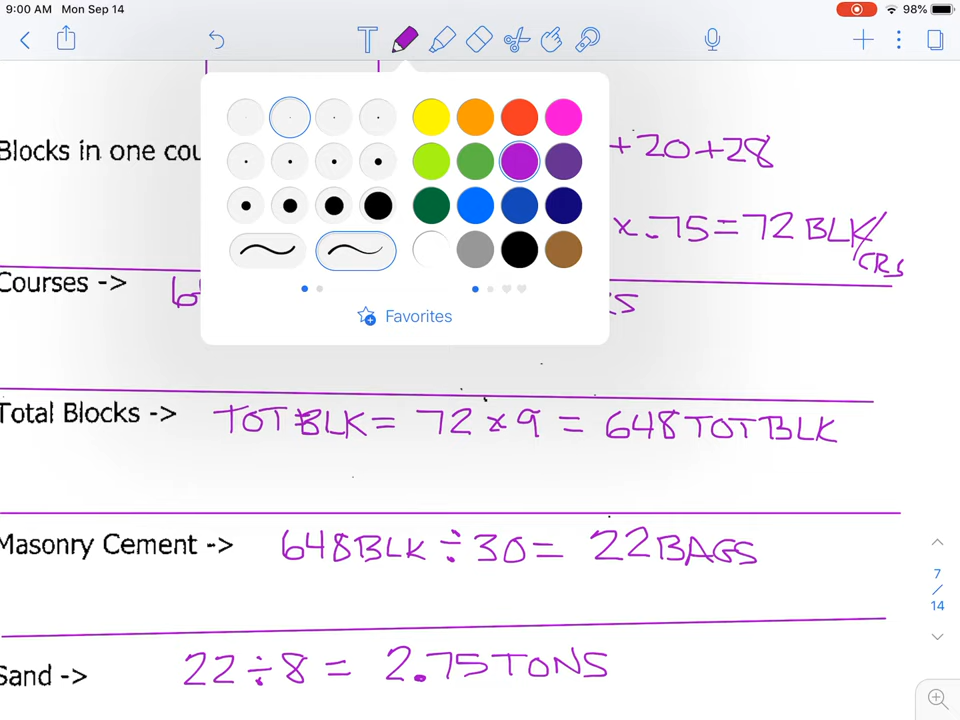 9:00 AM Mon Sep 14 98%
T
Blocks in one cou +20+28
x.75=72 BLK/CRS
Courses -> 6
Favorites
Total Blocks -> TOT BLK = 72 x 9 = 648 TOT BLK
Masonry Cement -> 648 BLK ÷ 30 = 22 BAGS
7
/
14
Sand -> 22 ÷ 8 = 2.75 TONS